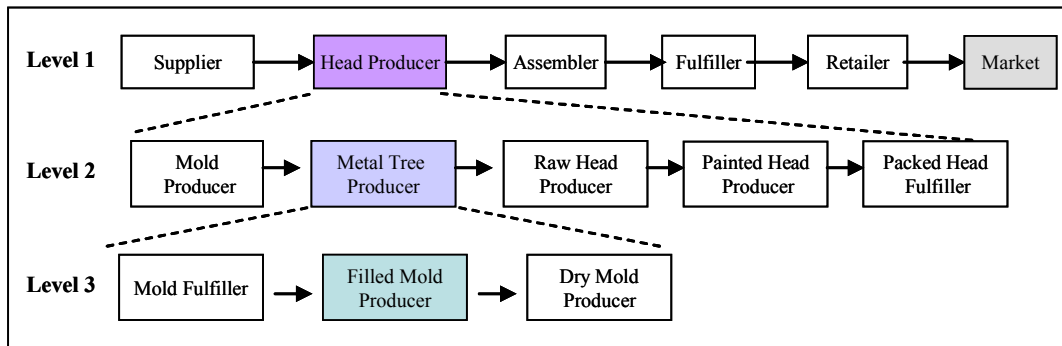 Level 1
Supplier
Head Producer
Assembler
Fulfiller
Retailer
Market
Level 2
Mold
Producer
Metal Tree
Producer
Raw Head
Producer
Painted Head
Producer
Packed Head
Fulfiller
Level 3
Mold Fulfiller
Filled Mold
Producer
Dry Mold
Producer